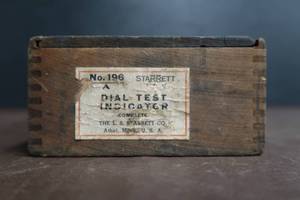 No. 196 STARRETT
A
DIAL TEST
INDICATOR
COMPLETE
THE L. S. STARRETT CO.
Athol, Mass., U. S. A.